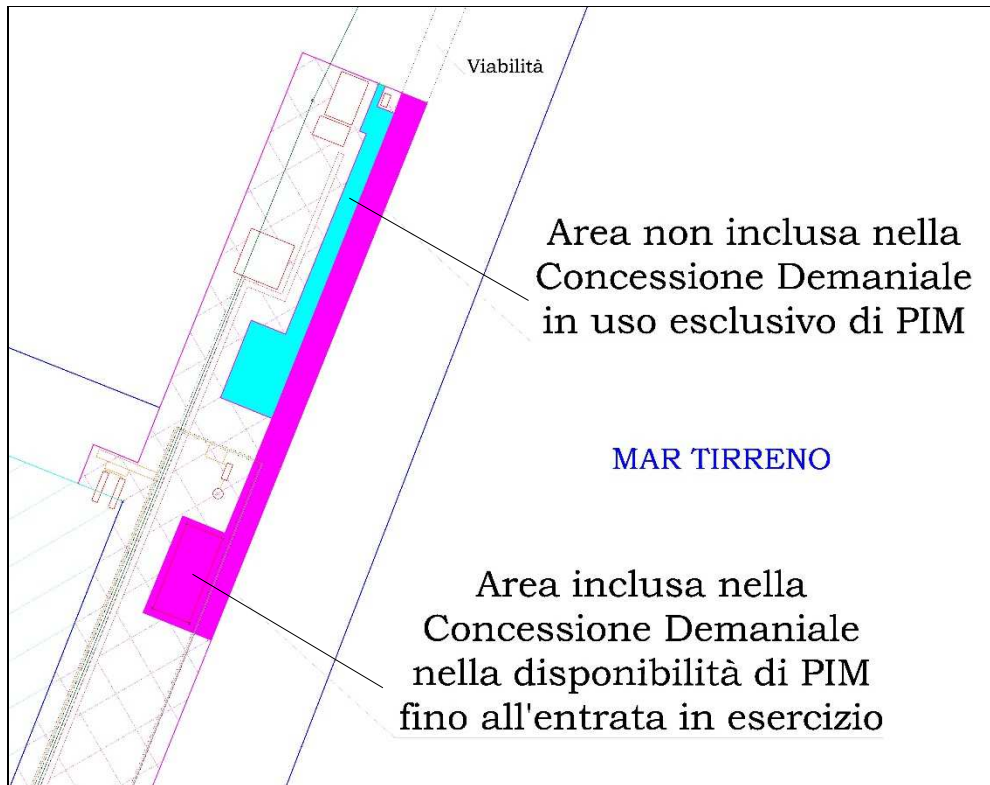 Viabilità
Area non inclusa nella
Concessione Demaniale
in uso esclusivo di PIM
MAR TIRRENO
Area inclusa nella
Concessione Demaniale
nella disponibilità di PIM
fino all'entrata in esercizio